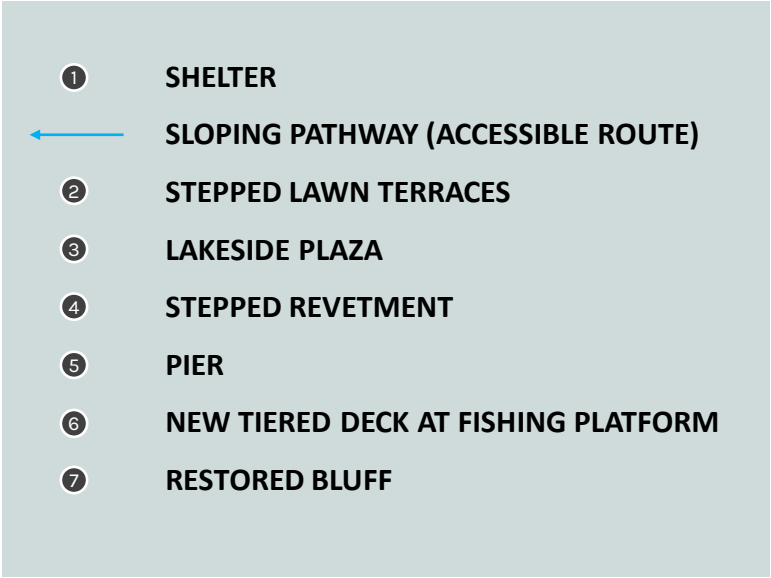 1 SHELTER
SLOPING PATHWAY (ACCESSIBLE ROUTE)
2 STEPPED LAWN TERRACES
3 LAKESIDE PLAZA
4 STEPPED REVETMENT
5 PIER
6 NEW TIERED DECK AT FISHING PLATFORM
7 RESTORED BLUFF